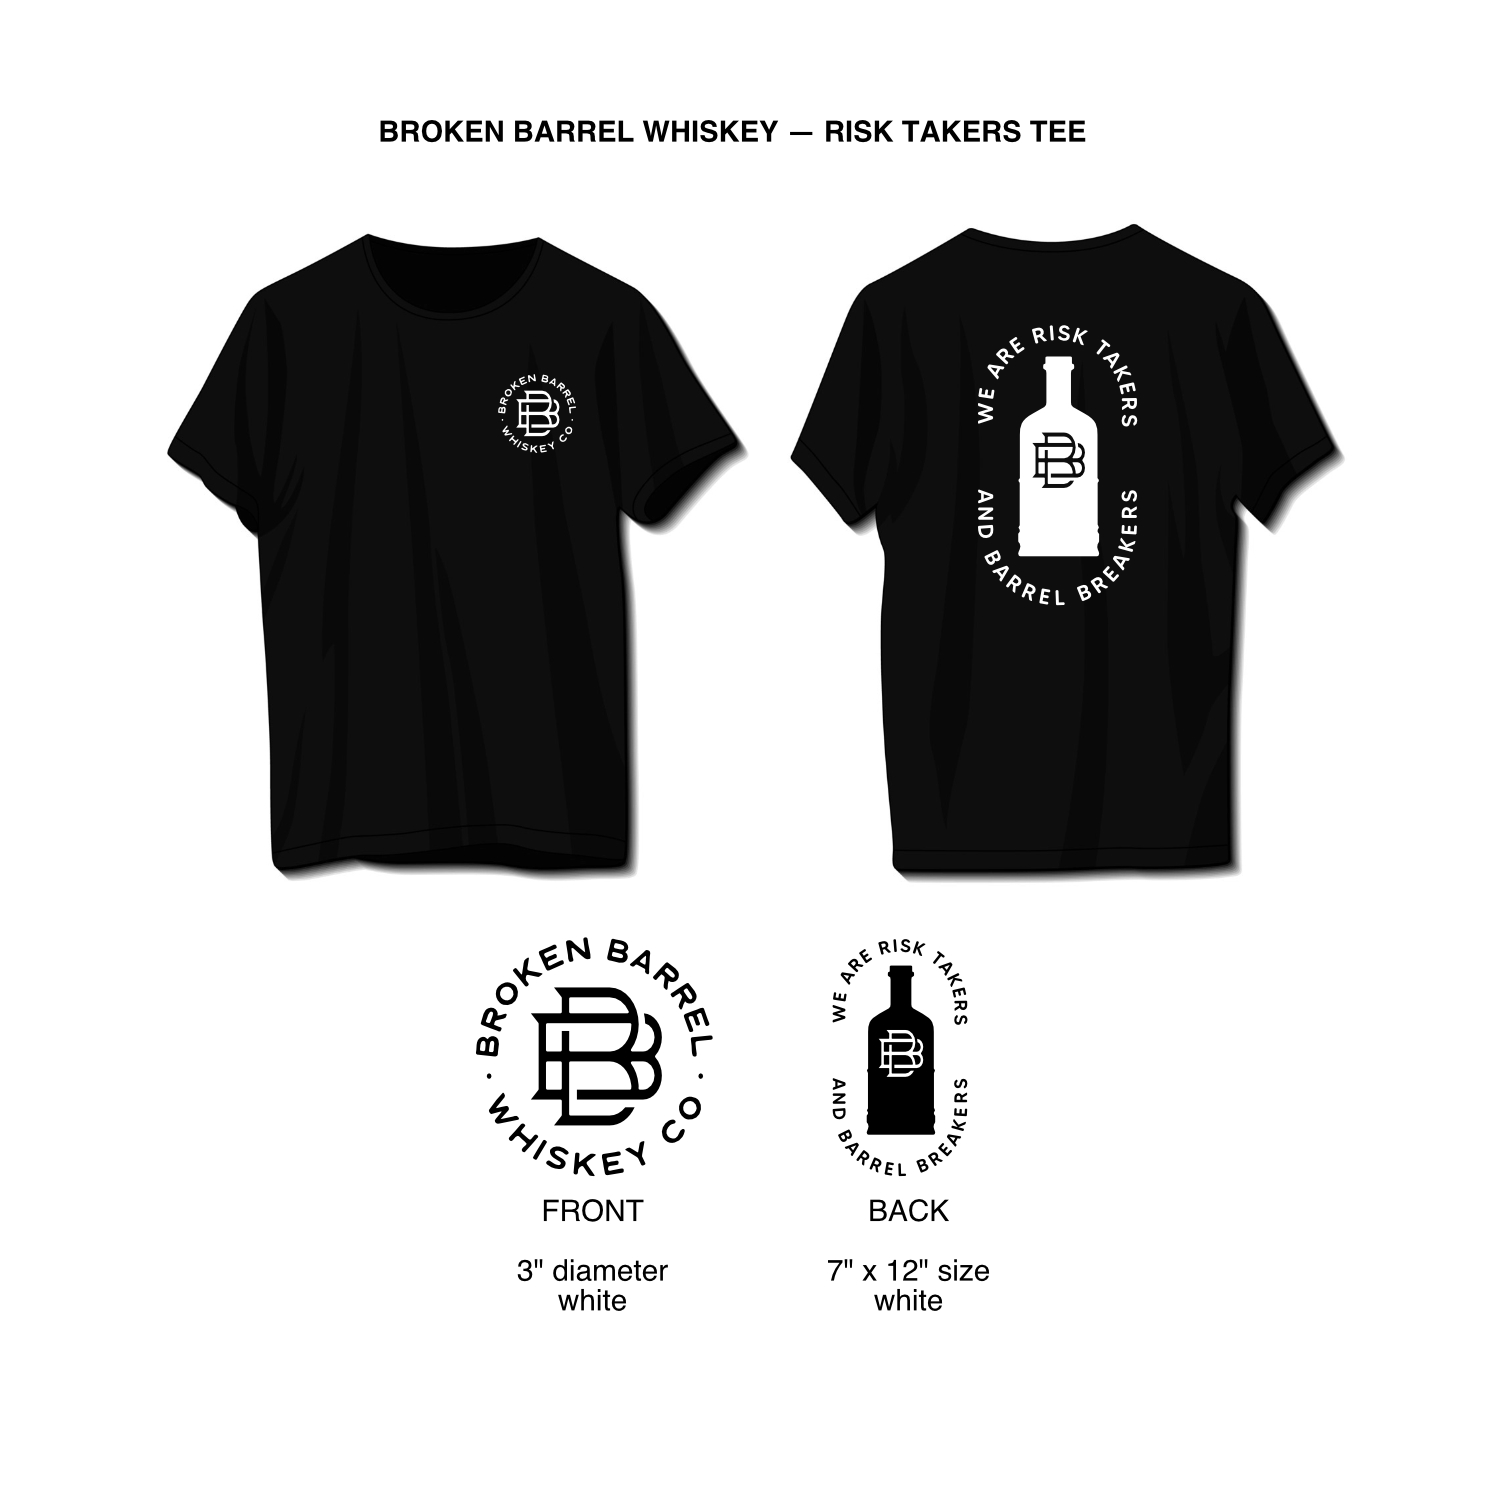 BROKEN BARREL WHISKEY — RISK TAKERS TEE
· BROKEN BARREL ·
BB
WHISKEY CO
WE ARE RISK TAKERS
BB
AND BARREL BREAKERS
· BROKEN BARREL ·
BB
WHISKEY CO
FRONT
3" diameter
white
WE ARE RISK TAKERS
BB
AND BARREL BREAKERS
BACK
7" x 12" size
white